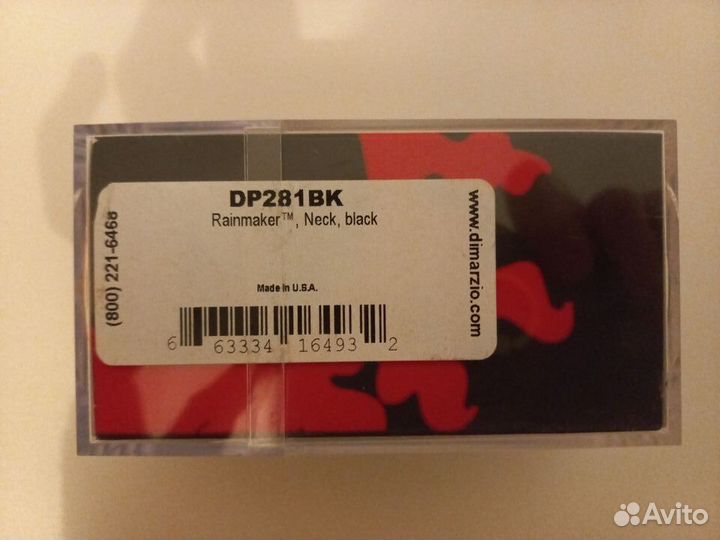 DP281BK
Rainmaker™, Neck, black
Made in U.S.A.
6 63334 16493 2
(800) 221-6468
www.dimarzio.com
Avito